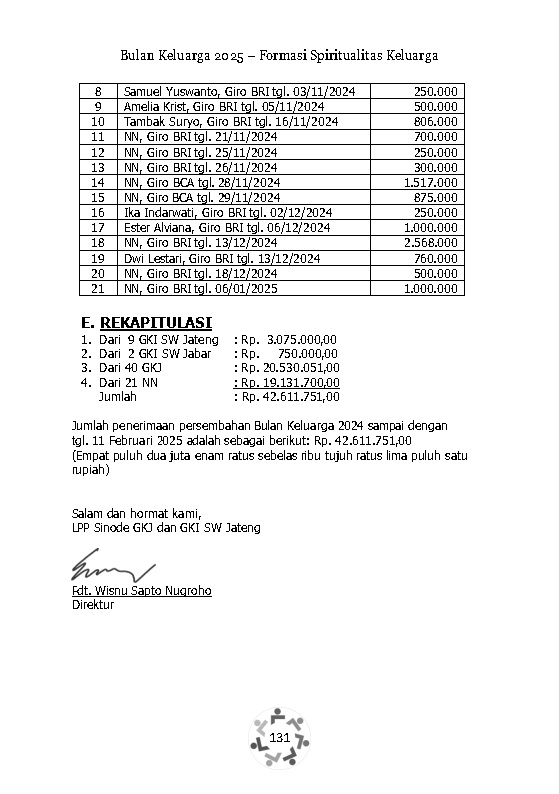 Bulan Keluarga 2025 – Formasi Spiritualitas Keluarga
8 Samuel Yuswanto, Giro BRI tgl. 03/11/2024 250.000
9 Amelia Krist, Giro BRI tgl. 05/11/2024 500.000
10 Tambak Suryo, Giro BRI tgl. 16/11/2024 806.000
11 NN, Giro BRI tgl. 21/11/2024 700.000
12 NN, Giro BRI tgl. 25/11/2024 250.000
13 NN, Giro BRI tgl. 26/11/2024 300.000
14 NN, Giro BCA tgl. 28/11/2024 1.517.000
15 NN, Giro BCA tgl. 29/11/2024 875.000
16 Ika Indarwati, Giro BRI tgl. 02/12/2024 250.000
17 Ester Alviana, Giro BRI tgl. 06/12/2024 1.000.000
18 NN, Giro BRI tgl. 13/12/2024 2.568.000
19 Dwi Lestari, Giro BRI tgl. 13/12/2024 760.000
20 NN, Giro BRI tgl. 18/12/2024 500.000
21 NN, Giro BRI tgl. 06/01/2025 1.000.000
E. REKAPITULASI
1. Dari 9 GKI SW Jateng : Rp. 3.075.000,00
2. Dari 2 GKI SW Jabar : Rp. 750.000,00
3. Dari 40 GKJ : Rp. 20.530.051,00
4. Dari 21 NN : Rp. 19.131.700,00
Jumlah : Rp. 42.611.751,00
Jumlah penerimaan persembahan Bulan Keluarga 2024 sampai dengan
tgl. 11 Februari 2025 adalah sebagai berikut: Rp. 42.611.751,00
(Empat puluh dua juta enam ratus sebelas ribu tujuh ratus lima puluh satu
rupiah)
Salam dan hormat kami,
LPP Sinode GKJ dan GKI SW Jateng
Pdt. Wisnu Sapto Nugroho
Direktur
131